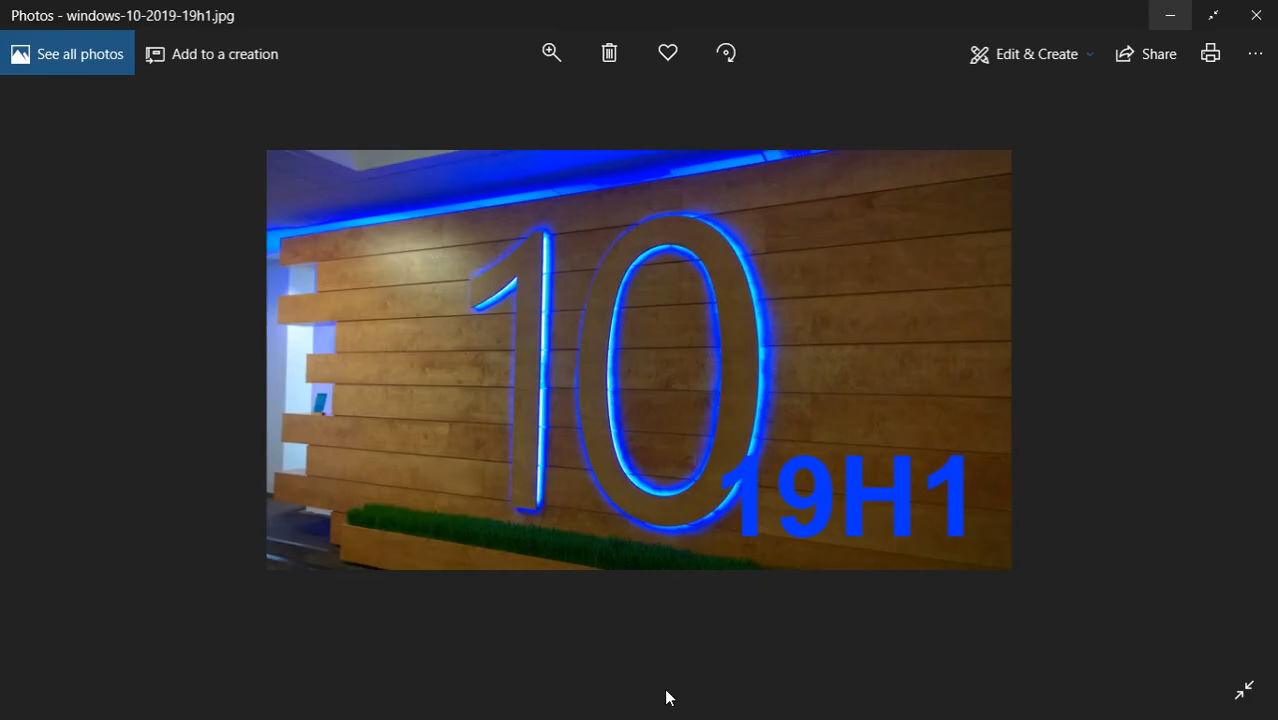 Photos - windows-10-2019-19h1.jpg
See all photos
Add to a creation
Edit & Create
Share
10
19H1